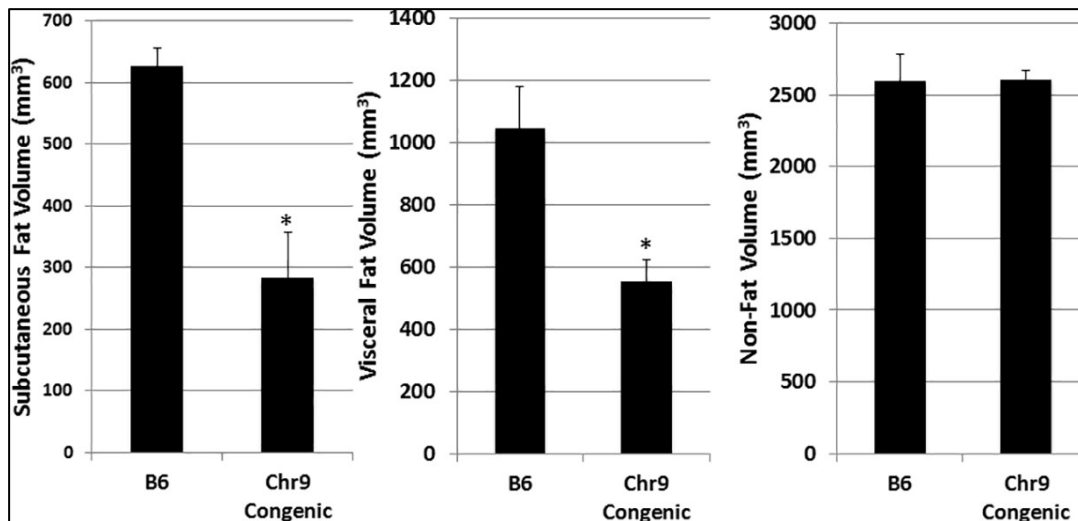 Subcutaneous Fat Volume (mm³)
700
600
500
400
300
200
100
0
B6
Chr9
Congenic
*
Visceral Fat Volume (mm³)
1400
1200
1000
800
600
400
200
0
B6
Chr9
Congenic
*
Non-Fat Volume (mm³)
3000
2500
2000
1500
1000
500
0
B6
Chr9
Congenic